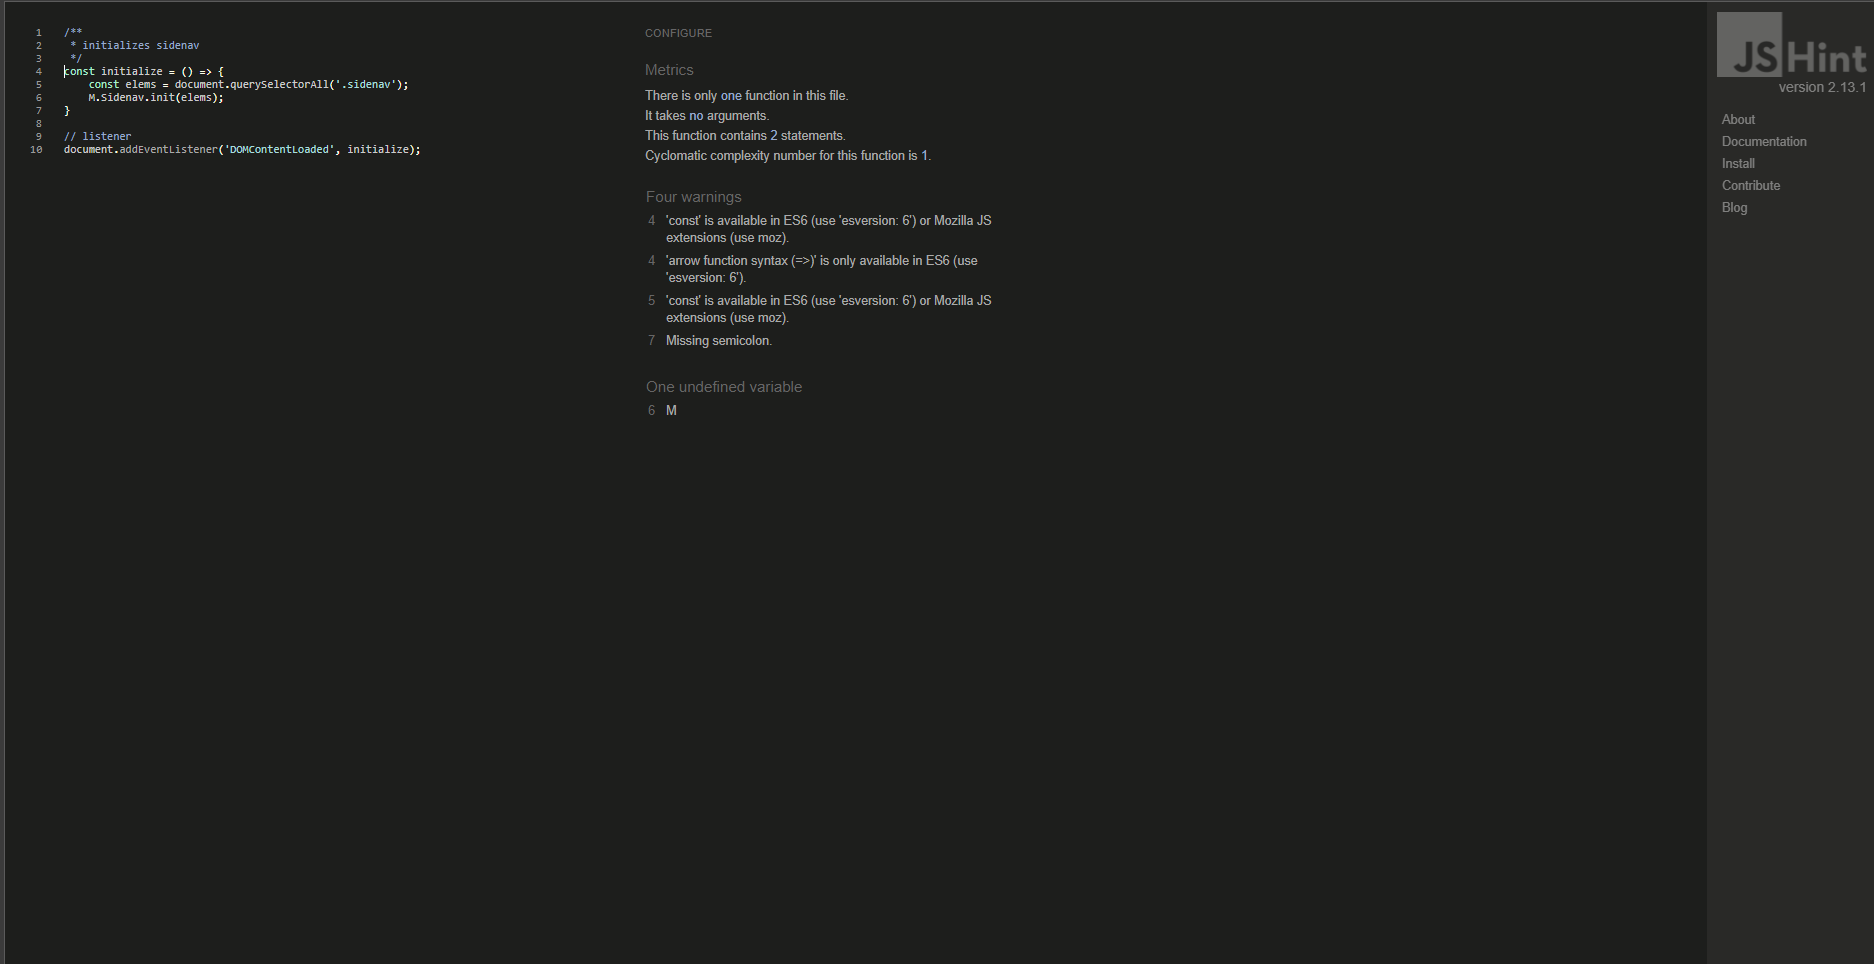 1 /**
2 * initializes sidenav
3 */
4 const initialize = () => {
5 const elems = document.querySelectorAll('.sidenav');
6 M.Sidenav.init(elems);
7 }
8
9 // listener
10 document.addEventListener('DOMContentLoaded', initialize);
CONFIGURE
Metrics
There is only one function in this file.
It takes no arguments.
This function contains 2 statements.
Cyclomatic complexity number for this function is 1.
Four warnings
4 'const' is available in ES6 (use 'esversion: 6') or Mozilla JS
extensions (use moz).
4 'arrow function syntax (=>)' is only available in ES6 (use
'esversion: 6').
5 'const' is available in ES6 (use 'esversion: 6') or Mozilla JS
extensions (use moz).
7 Missing semicolon.
One undefined variable
6 M
JSHint
version 2.13.1
About
Documentation
Install
Contribute
Blog